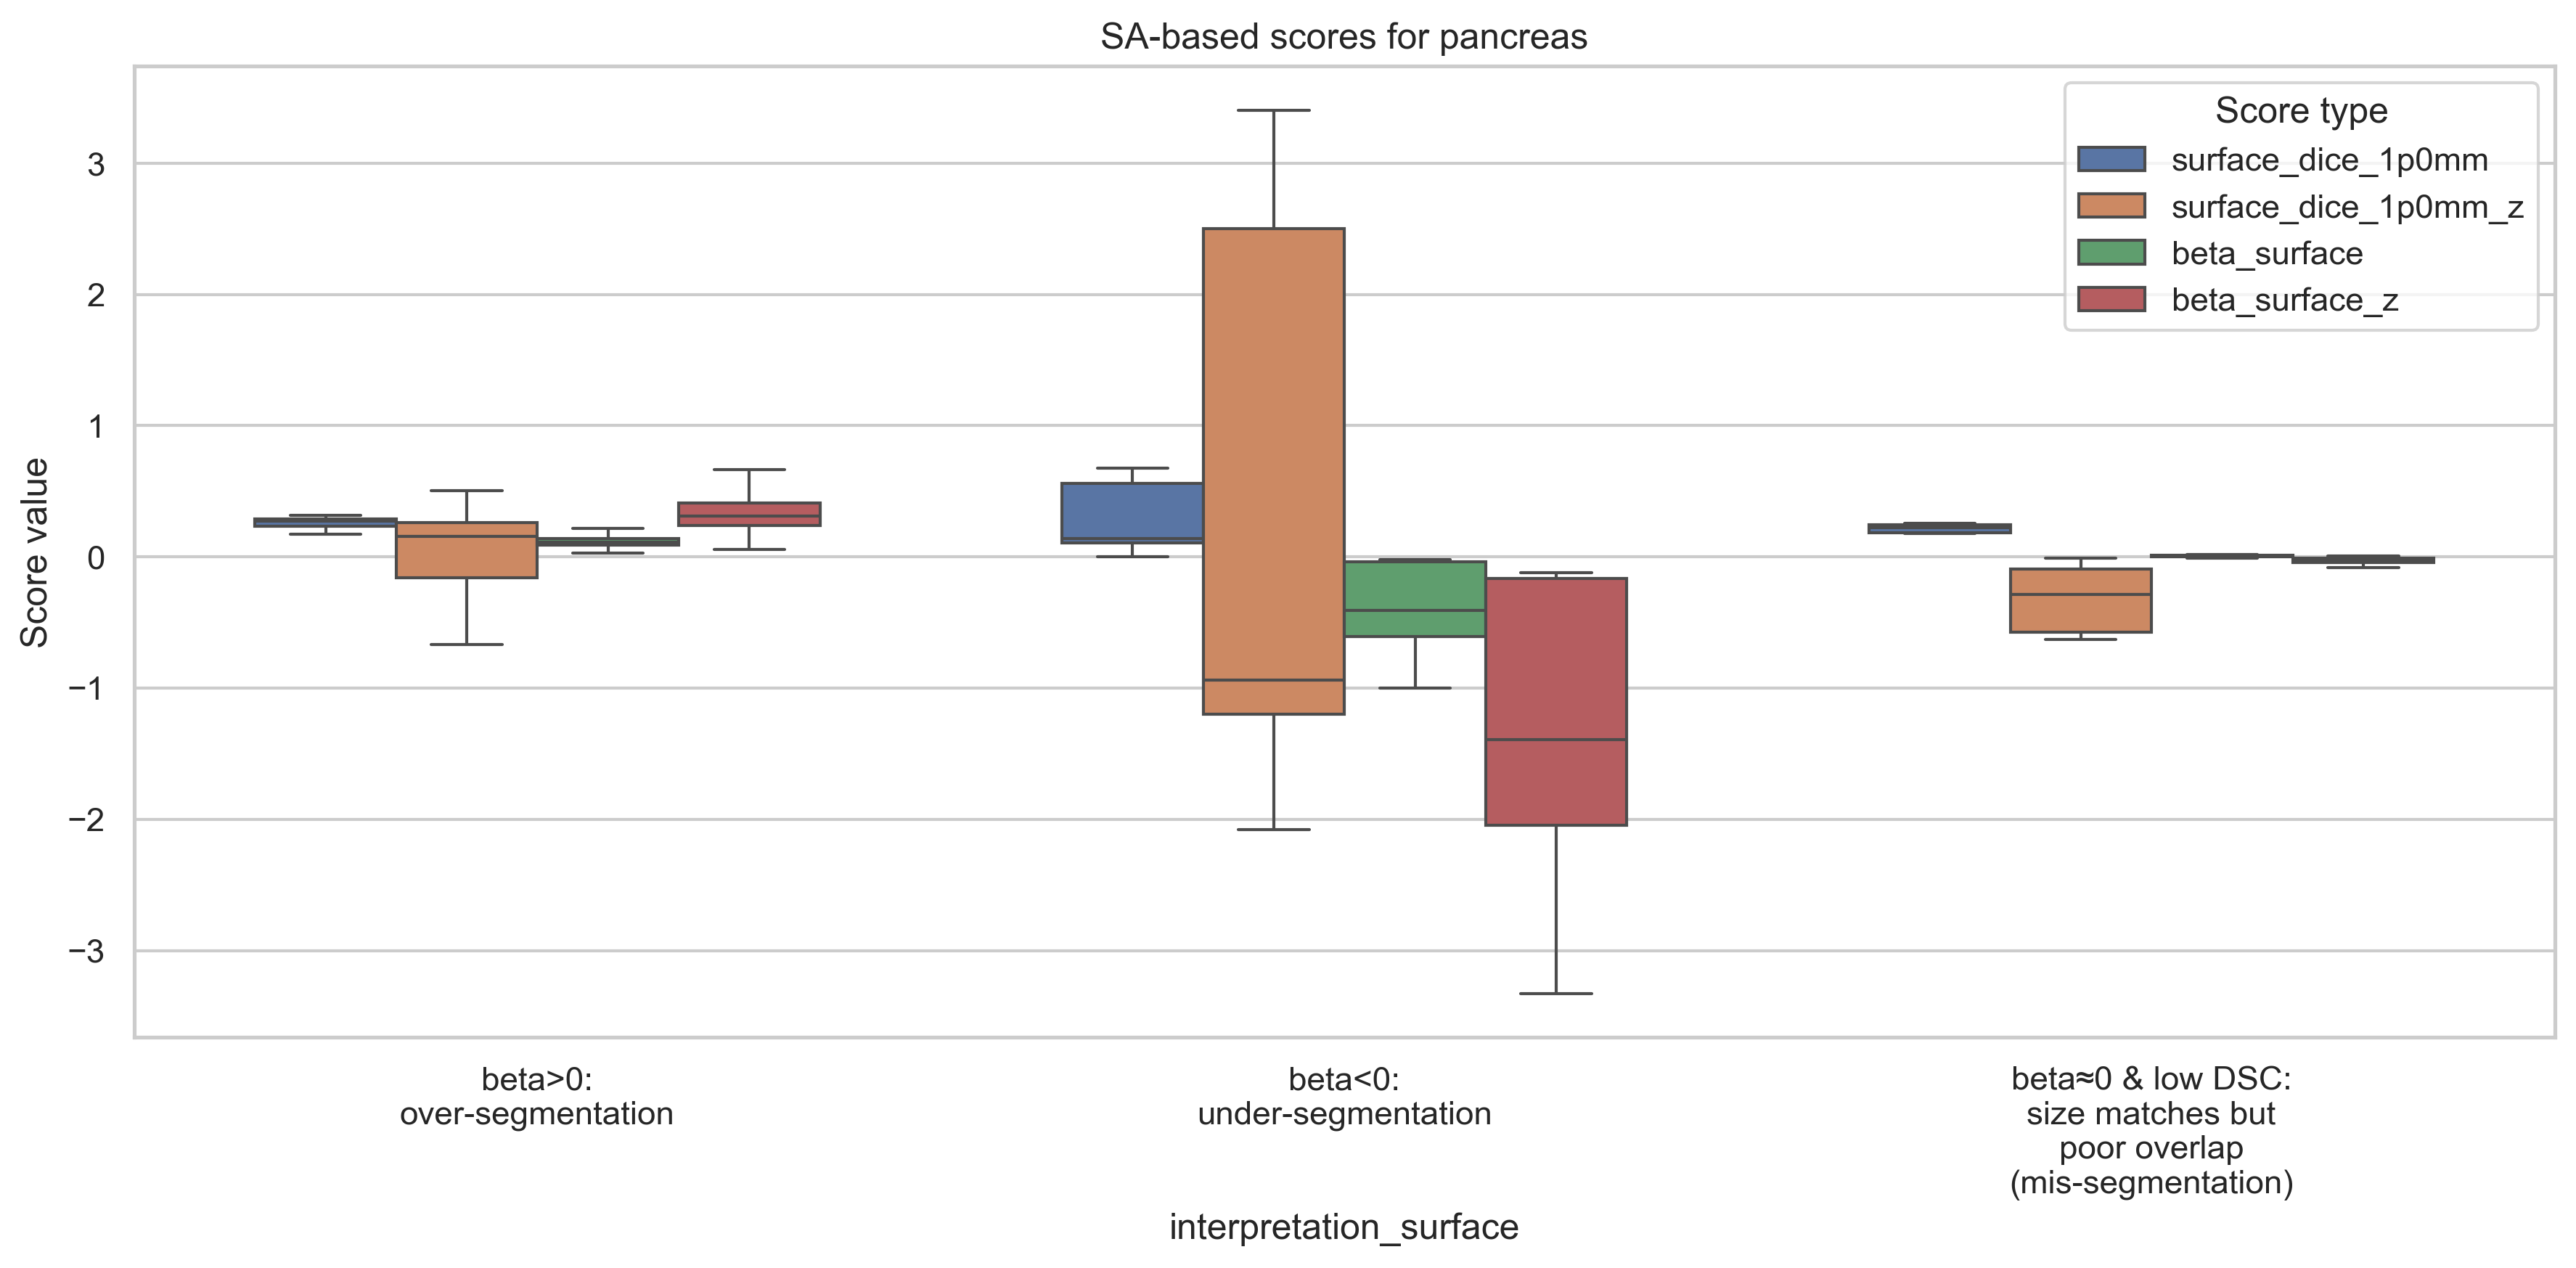 SA-based scores for pancreas
Score type
surface_dice_1p0mm
surface_dice_1p0mm_z
beta_surface
beta_surface_z
Score value
3
2
1
0
−1
−2
−3
beta>0:
over-segmentation
beta<0:
under-segmentation
beta≈0 & low DSC:
size matches but
poor overlap
(mis-segmentation)
interpretation_surface